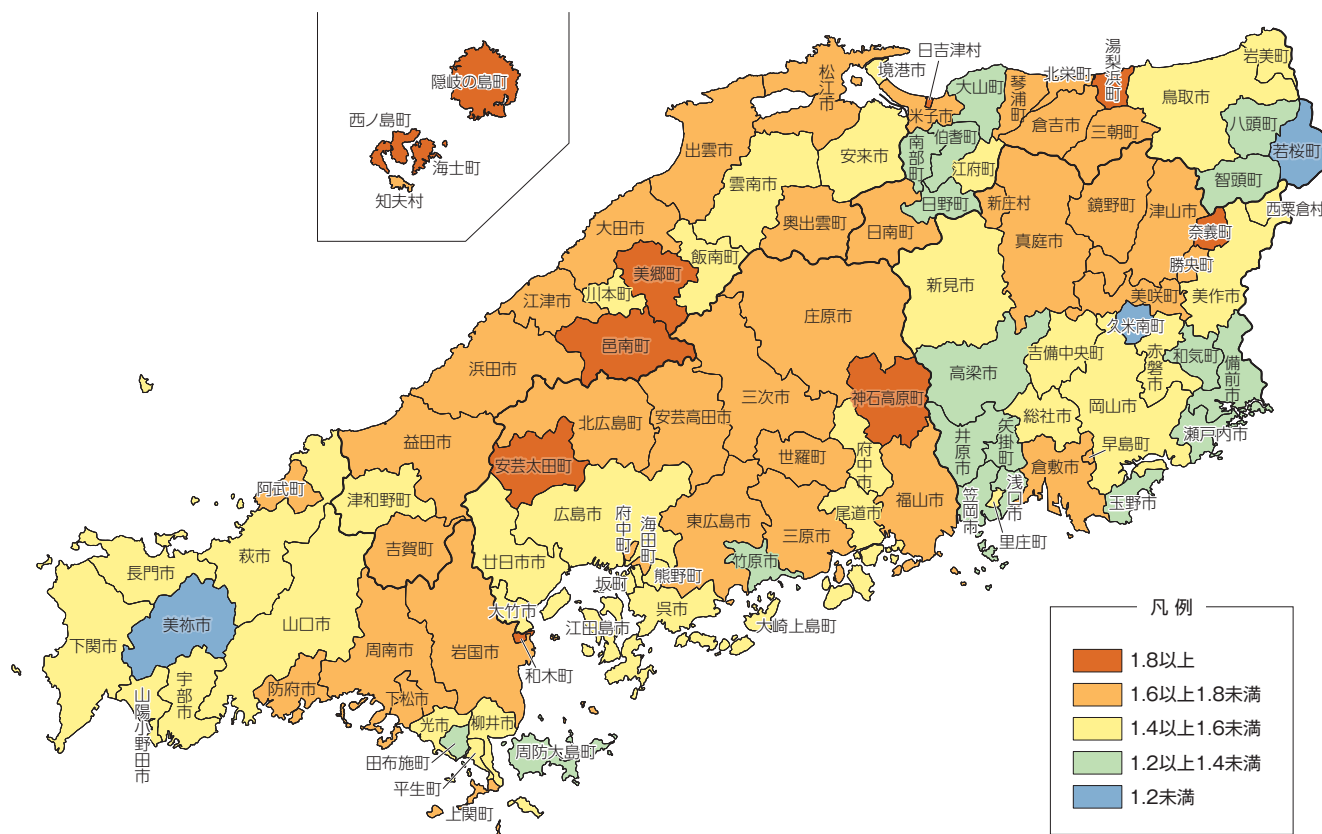 隠岐の島町
西ノ島町
海士町
知夫村
松江市
境港市
日吉津村
大山町
琴浦町
北栄町
湯梨浜町
岩美町
鳥取市
米子市
倉吉市
三朝町
八頭町
若桜町
出雲市
雲南市
安来市
南部町
伯耆町
江府町
智頭町
日野町
新庄村
鏡野町
津山市
西粟倉村
大田市
奥出雲町
日南町
真庭市
奈義町
飯南町
勝央町
美郷町
川本町
新見市
美咲町
美作市
江津市
庄原市
久米南町
邑南町
吉備中央町
赤磐市
和気町
備前市
浜田市
高梁市
神石高原町
三次市
安芸高田市
北広島町
総社市
岡山市
益田市
井原市
矢掛町
早島町
瀬戸内市
安芸太田町
世羅町
府中市
倉敷市
阿武町
津和野町
福山市
笠岡市
浅口市
玉野市
広島市
府中町
海田町
東広島市
三原市
尾道市
里庄町
萩市
吉賀町
廿日市市
竹原市
長門市
坂町
熊野町
美祢市
大竹市
呉市
山口市
江田島市
大崎上島町
下関市
周南市
岩国市
和木町
宇部市
防府市
下松市
山陽小野田市
光市
柳井市
周防大島町
田布施町
平生町
上関町
凡 例
1.8以上
1.6以上1.8未満
1.4以上1.6未満
1.2以上1.4未満
1.2未満